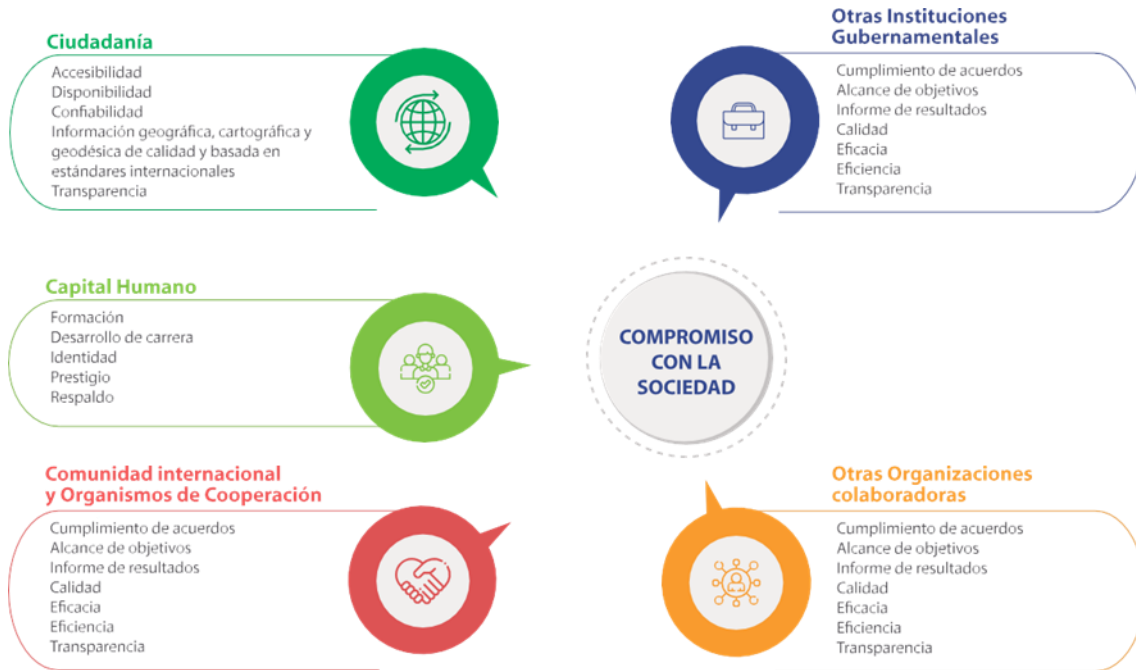 Ciudadanía
Accesibilidad
Disponibilidad
Confiabilidad
Información geográfica, cartográfica y
geodésica de calidad y basada en
estándares internacionales
Transparencia
Otras Instituciones
Gubernamentales
Cumplimiento de acuerdos
Alcance de objetivos
Informe de resultados
Calidad
Eficacia
Eficiencia
Transparencia
Capital Humano
Formación
Desarrollo de carrera
Identidad
Prestigio
Respaldo
COMPROMISO
CON LA
SOCIEDAD
Comunidad internacional
y Organismos de Cooperación
Cumplimiento de acuerdos
Alcance de objetivos
Informe de resultados
Calidad
Eficacia
Eficiencia
Transparencia
Otras Organizaciones
colaboradoras
Cumplimiento de acuerdos
Alcance de objetivos
Informe de resultados
Calidad
Eficacia
Eficiencia
Transparencia